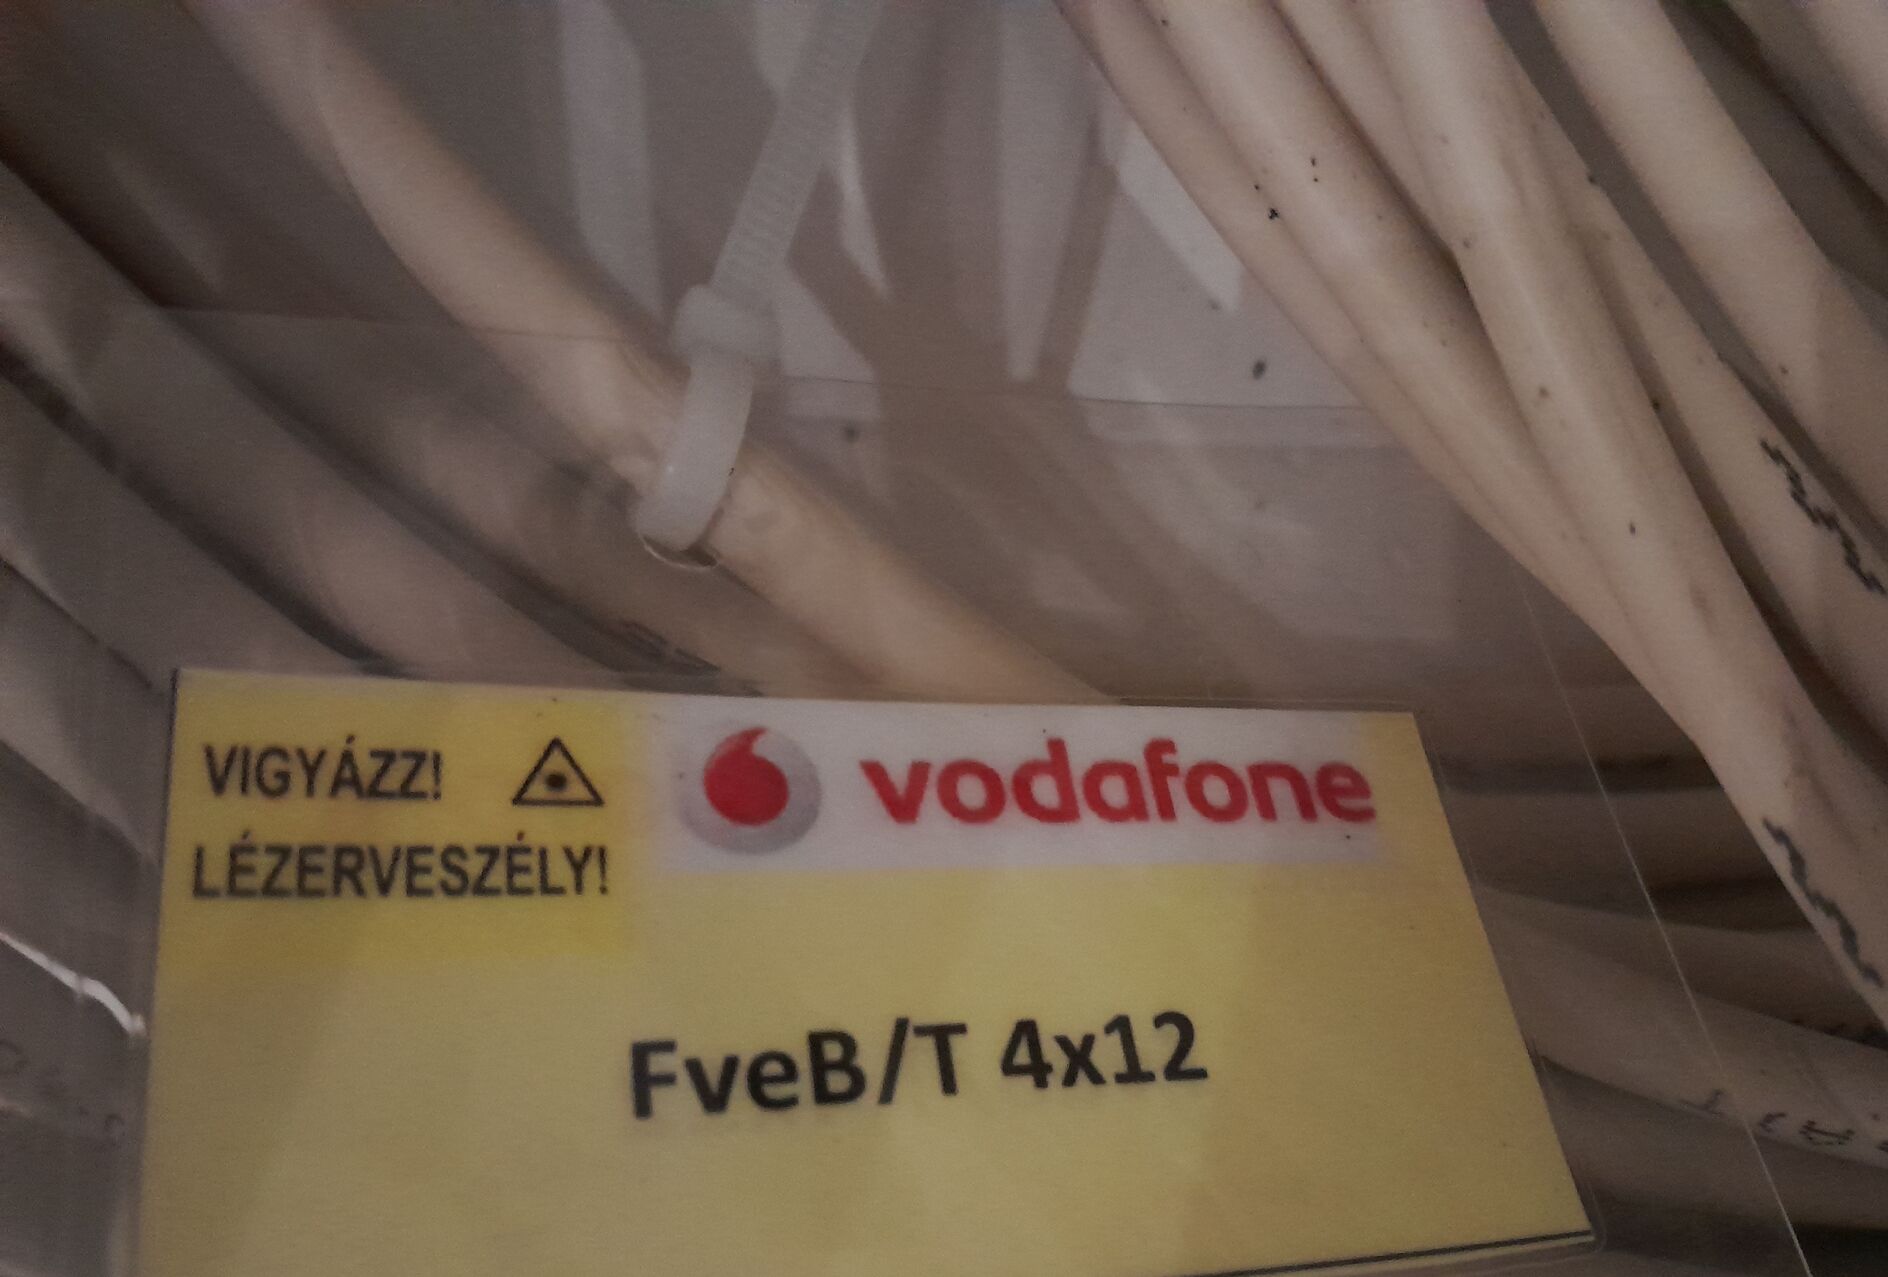 VIGYÁZZ!
vodafone
LÉZERVESZÉLY!
FveB/T 4x12